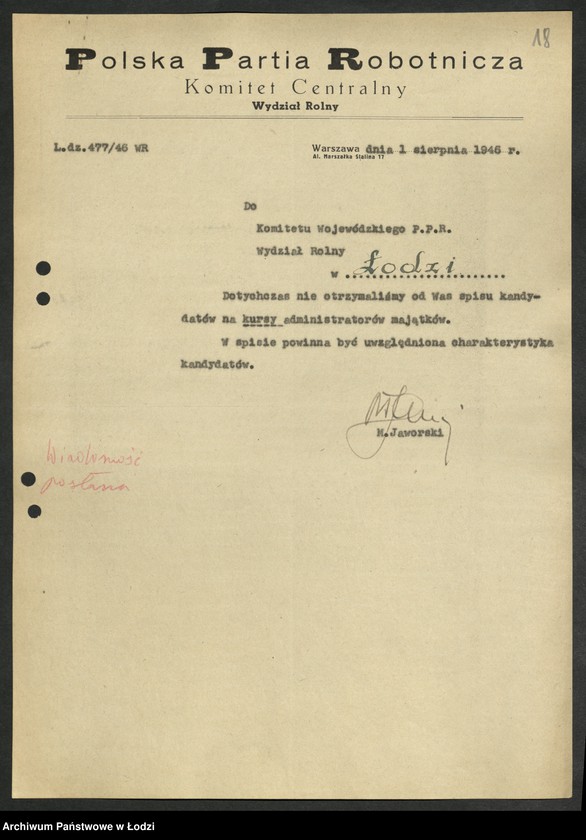 18
Polska Partia Robotnicza
Komitet Centralny
Wydział Rolny
L.dz.477/46 WR
Warszawa dnia 1 sierpnia 1946 r.
Al. Marszałka Stalina 17
Do
Komitetu Wojewódzkiego P.P.R.
Wydział Rolny
w Łodzi
Dotychczas nie otrzymaliśmy od Was spisu kandy-
datów na kursy administratorów majątków.
W spisie powinna być uwzględniona charakterystyka
kandydatów.
M.Jaworski
Wiadomość
posłana
Archiwum Państwowe w Łodzi